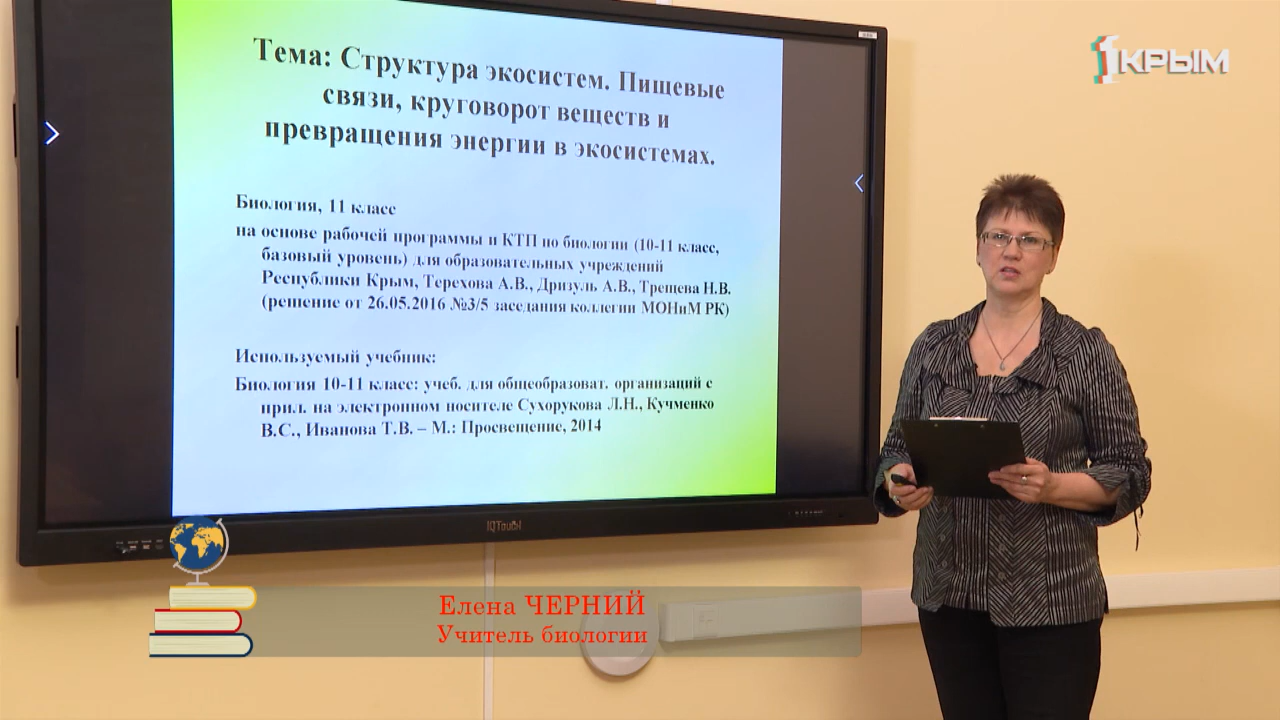 Тема: Структура экосистем. Пищевые
связи, круговорот веществ и
превращения энергии в экосистемах.
Биология, 11 класс
на основе рабочей программы и КТП по биологии (10-11 класс,
базовый уровень) для образовательных учреждений
Республики Крым, Терехова А.В., Дризуль А.В., Трещева Н.В.
(решение от 26.05.2016 №3/5 заседания коллегии МОНиМ РК)
Используемый учебник:
Биология 10-11 класс: учеб. для общеобразоват. организаций с
прил. на электронном носителе Сухорукова Л.Н., Кучменко
В.С., Иванова Т.В. – М.: Просвещение, 2014
1КРЫМ
IQTouch
Елена ЧЕРНИЙ
Учитель биологии